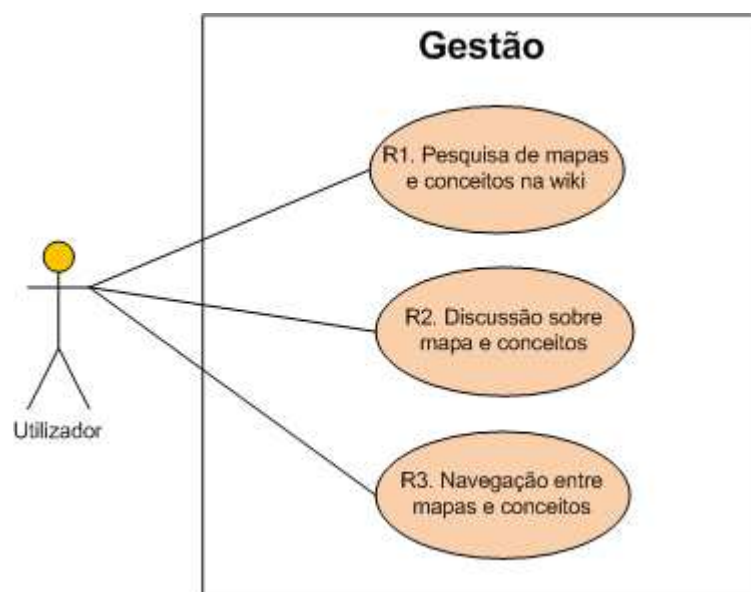 Gestão
R1. Pesquisa de mapas
e conceitos na wiki
R2. Discussão sobre
mapa e conceitos
R3. Navegação entre
mapas e conceitos
Utilizador